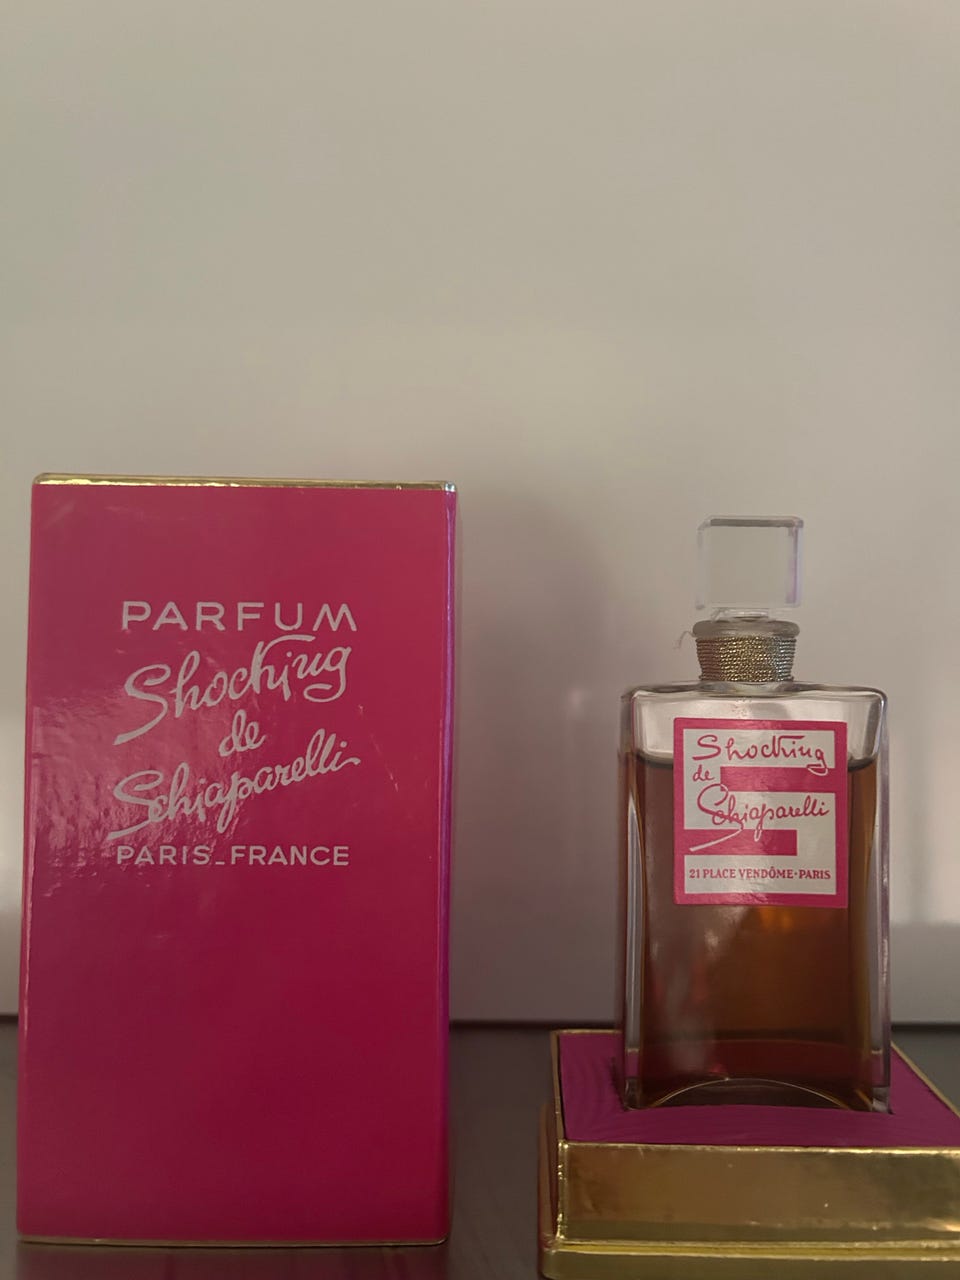 PARFUM
Shocking
de
Schiaparelli
PARIS_FRANCE
Shocking
de
Schiaparelli
21 PLACE VENDÔME-PARIS